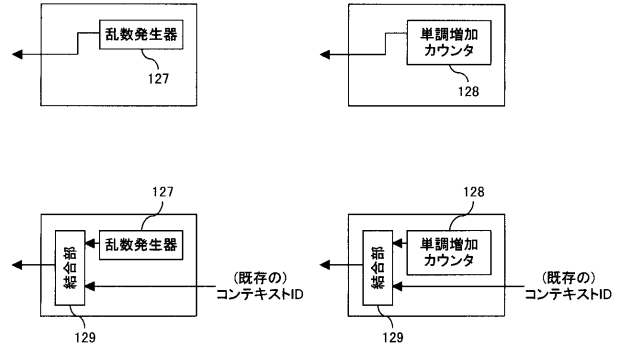 乱数発生器
127
単調増加
カウンタ
128
127
乱数発生器
結合部
(既存の)
コンテキストID
129
128
単調増加
カウンタ
結合部
(既存の)
コンテキストID
129